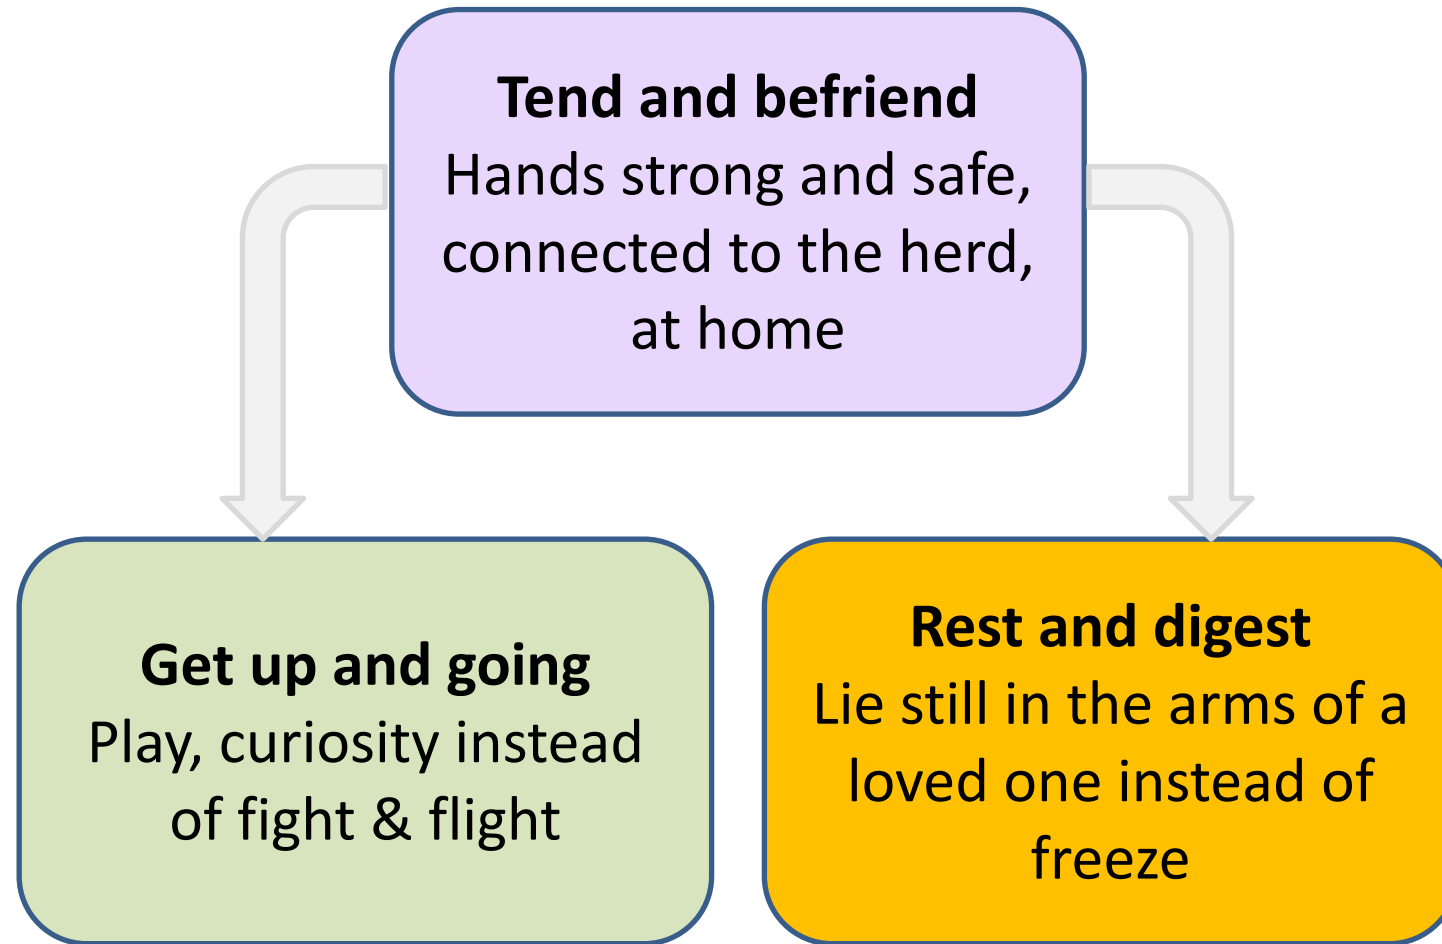 Tend and befriend
Hands strong and safe,
connected to the herd,
at home
Get up and going
Play, curiosity instead
of fight & flight
Rest and digest
Lie still in the arms of a
loved one instead of
freeze